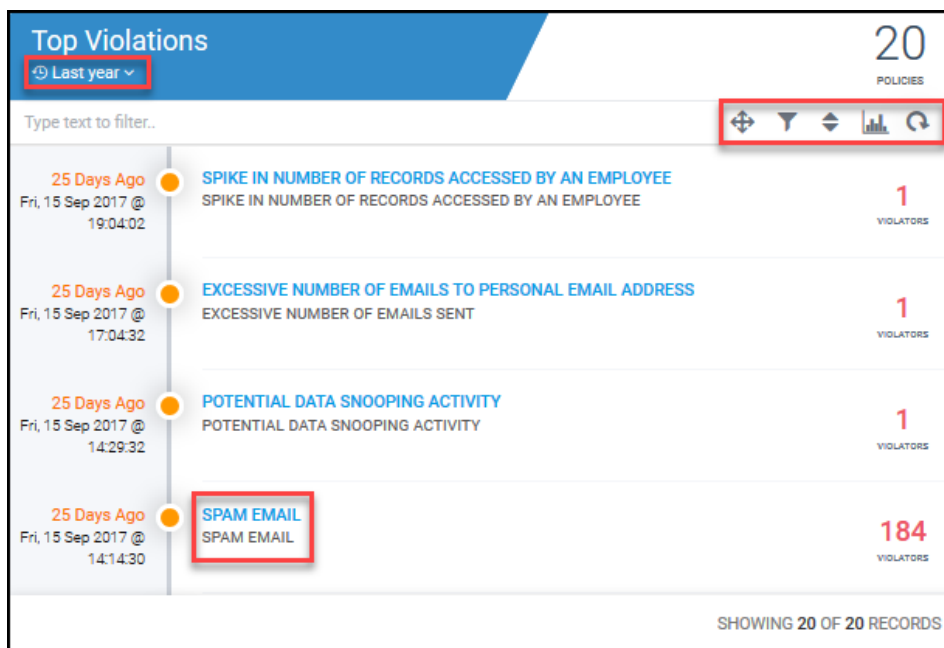 Top Violations
Last year
20
POLICIES
Type text to filter..
25 Days Ago
Fri, 15 Sep 2017 @
19:04:02
SPIKE IN NUMBER OF RECORDS ACCESSED BY AN EMPLOYEE
SPIKE IN NUMBER OF RECORDS ACCESSED BY AN EMPLOYEE
1
VIOLATORS
25 Days Ago
Fri, 15 Sep 2017 @
17:04:32
EXCESSIVE NUMBER OF EMAILS TO PERSONAL EMAIL ADDRESS
EXCESSIVE NUMBER OF EMAILS SENT
1
VIOLATORS
25 Days Ago
Fri, 15 Sep 2017 @
14:29:32
POTENTIAL DATA SNOOPING ACTIVITY
POTENTIAL DATA SNOOPING ACTIVITY
1
VIOLATORS
25 Days Ago
Fri, 15 Sep 2017 @
14:14:30
SPAM EMAIL
SPAM EMAIL
184
VIOLATORS
SHOWING 20 OF 20 RECORDS